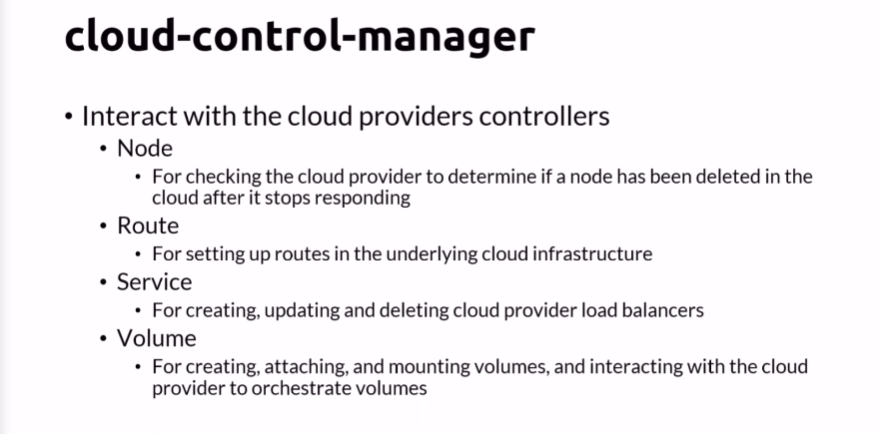 cloud-control-manager
• Interact with the cloud providers controllers
• Node
• For checking the cloud provider to determine if a node has been deleted in the
cloud after it stops responding
• Route
• For setting up routes in the underlying cloud infrastructure
• Service
• For creating, updating and deleting cloud provider load balancers
• Volume
• For creating, attaching, and mounting volumes, and interacting with the cloud
provider to orchestrate volumes